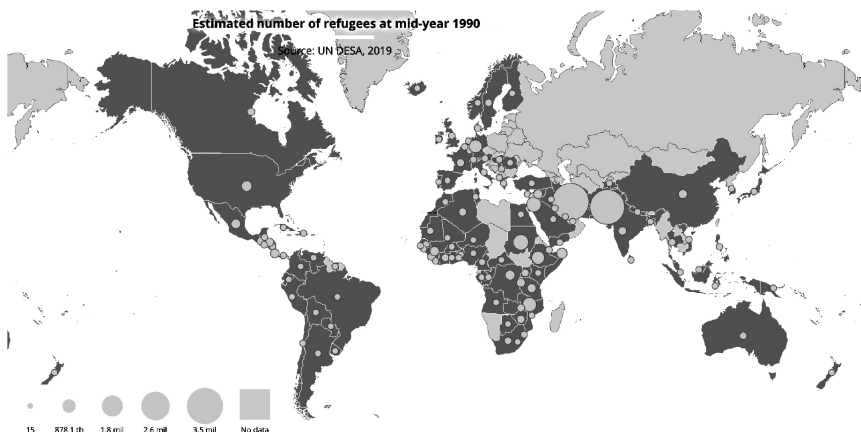 Estimated number of refugees at mid-year 1990
Source: UN DESA, 2019
15 878.1 th 1.8 mil 2.6 mil 3.5 mil No data